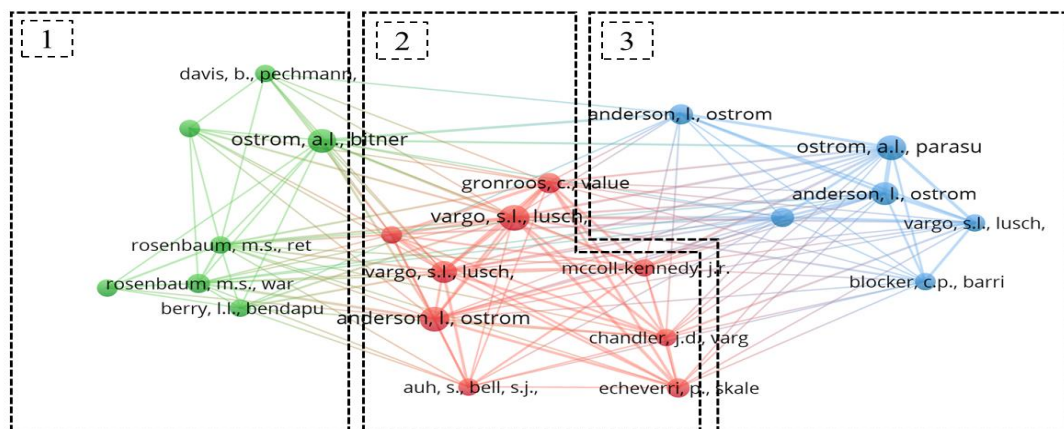 1
davis, b., pechmann,
ostrom, a.l., bitner
rosenbaum, m.s., ret
rosenbaum, m.s., war
berry, l.l., bendapu
2
gronroos, c., value
vargo, s.l., lusch,
vargo, s.l., lusch,
mccoll-kennedy, j.r.
anderson, l., ostrom
chandler, j.d., varg
auh, s., bell, s.j.,
echeverri, p., skale
3
anderson, l., ostrom
ostrom, a.l., parasu
anderson, l., ostrom
vargo, s.l., lusch,
blocker, c.p., barri